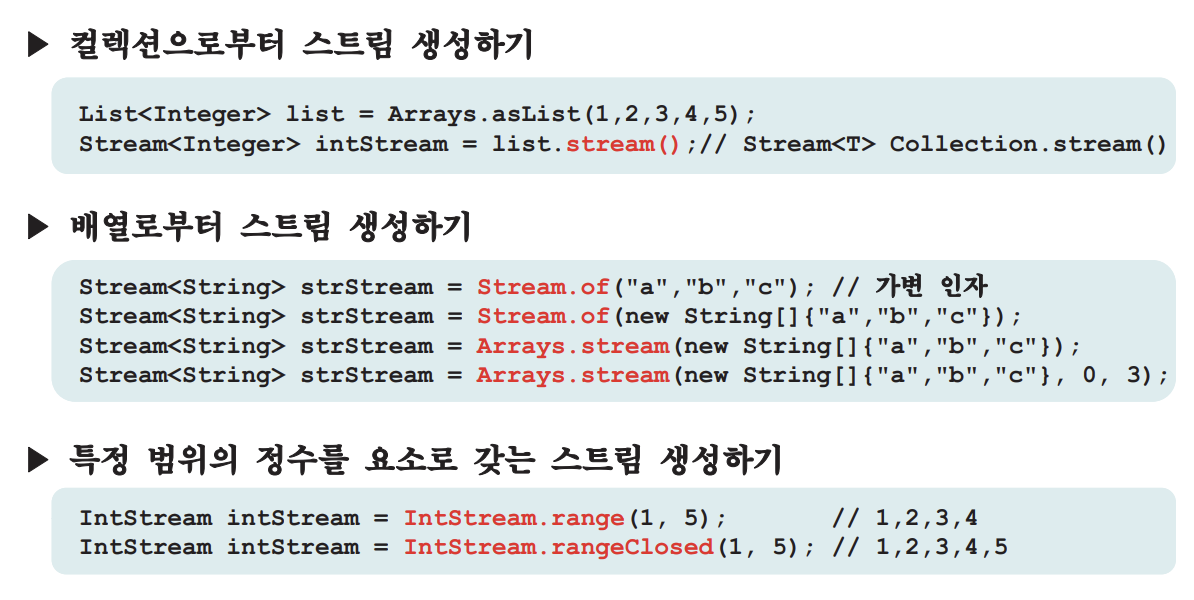 ▶ 컬렉션으로부터 스트림 생성하기
List<Integer> list = Arrays.asList(1,2,3,4,5);
Stream<Integer> intStream = list.stream();// Stream<T> Collection.stream()
▶ 배열로부터 스트림 생성하기
Stream<String> strStream = Stream.of("a","b","c"); // 가변 인자
Stream<String> strStream = Stream.of(new String[]{"a","b","c"});
Stream<String> strStream = Arrays.stream(new String[]{"a","b","c"});
Stream<String> strStream = Arrays.stream(new String[]{"a","b","c"}, 0, 3);
▶ 특정 범위의 정수를 요소로 갖는 스트림 생성하기
IntStream intStream = IntStream.range(1, 5);       // 1,2,3,4
IntStream intStream = IntStream.rangeClosed(1, 5); // 1,2,3,4,5